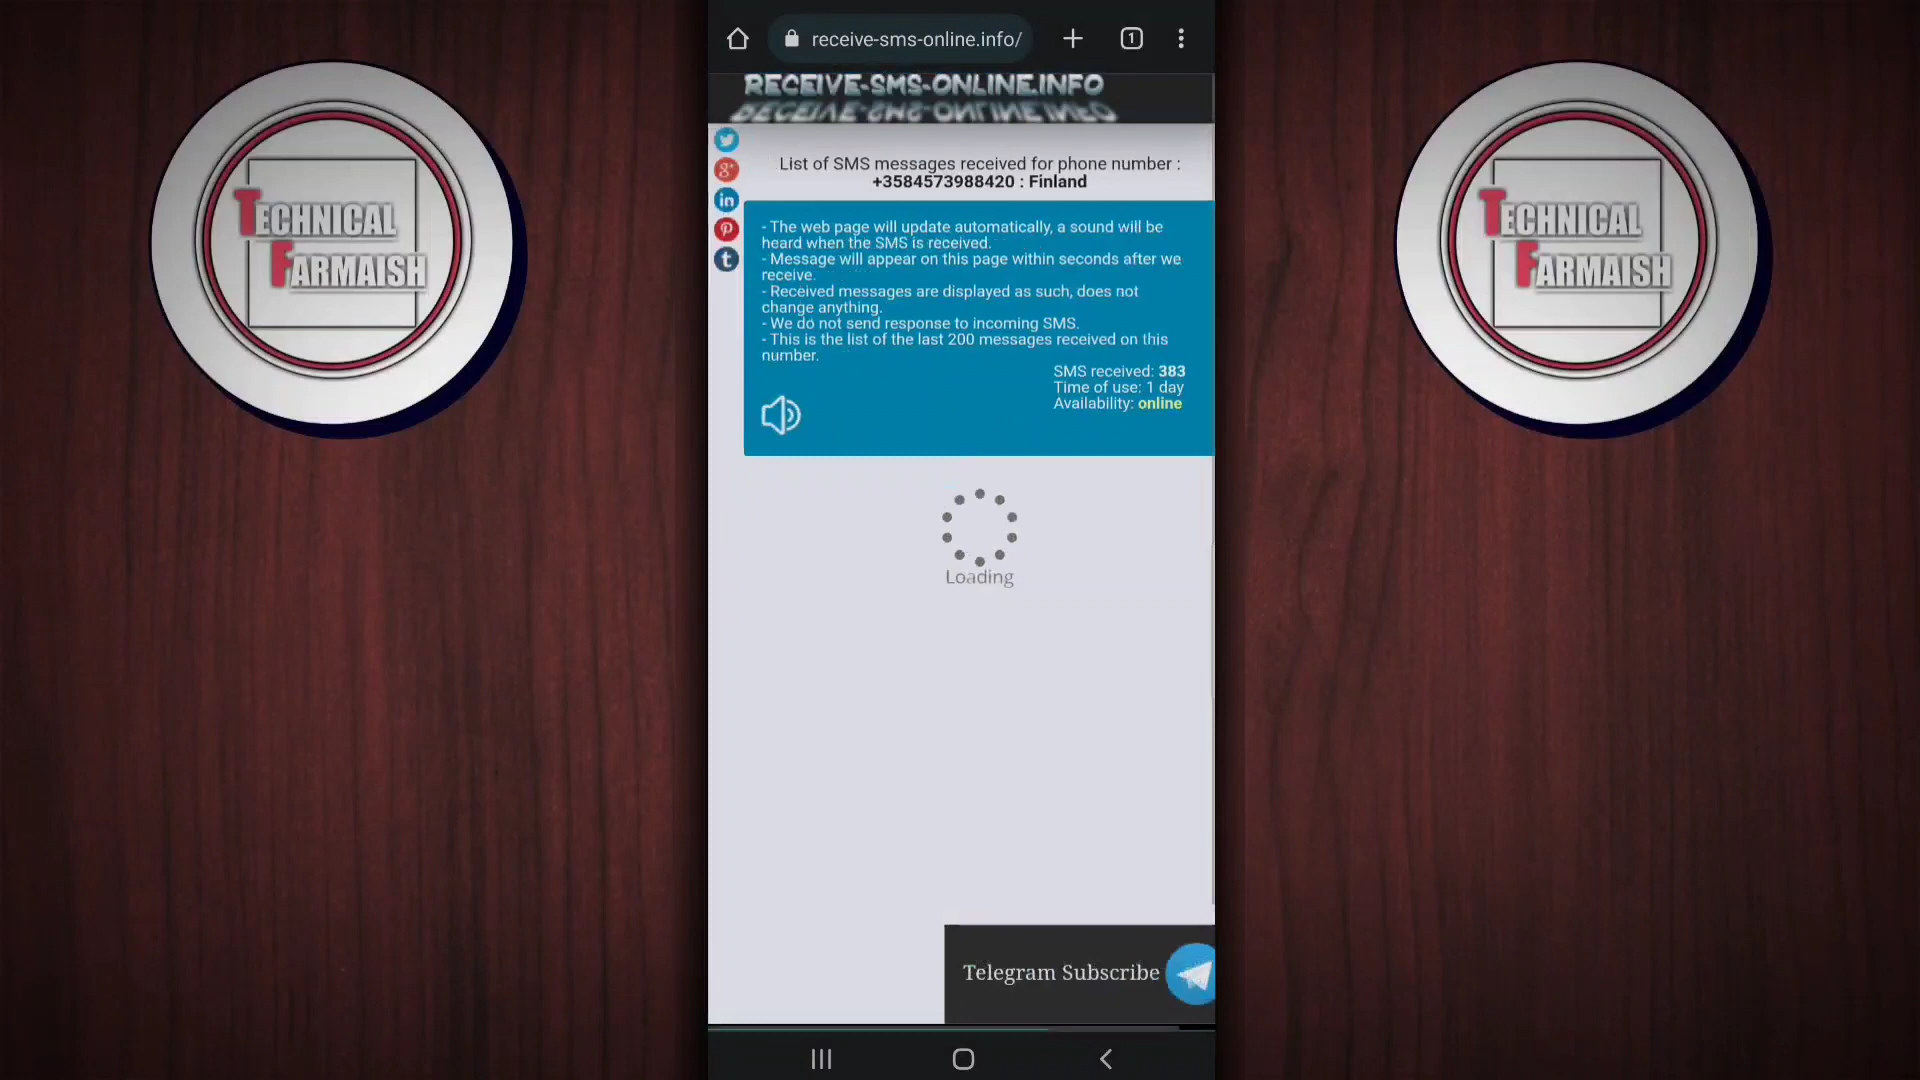 receive-sms-online.info/
1
RECEIVE-SMS-ONLINE.INFO
List of SMS messages received for phone number :
+3584573988420 : Finland
- The web page will update automatically, a sound will be
heard when the SMS is received.
- Message will appear on this page within seconds after we
receive.
- Received messages are displayed as such, does not
change anything.
- We do not send response to incoming SMS.
- This is the list of the last 200 messages received on this
number.
SMS received: 383
Time of use: 1 day
Availability: online
Loading
Telegram Subscribe
TECHNICAL
FARMAISH
TECHNICAL
FARMAISH